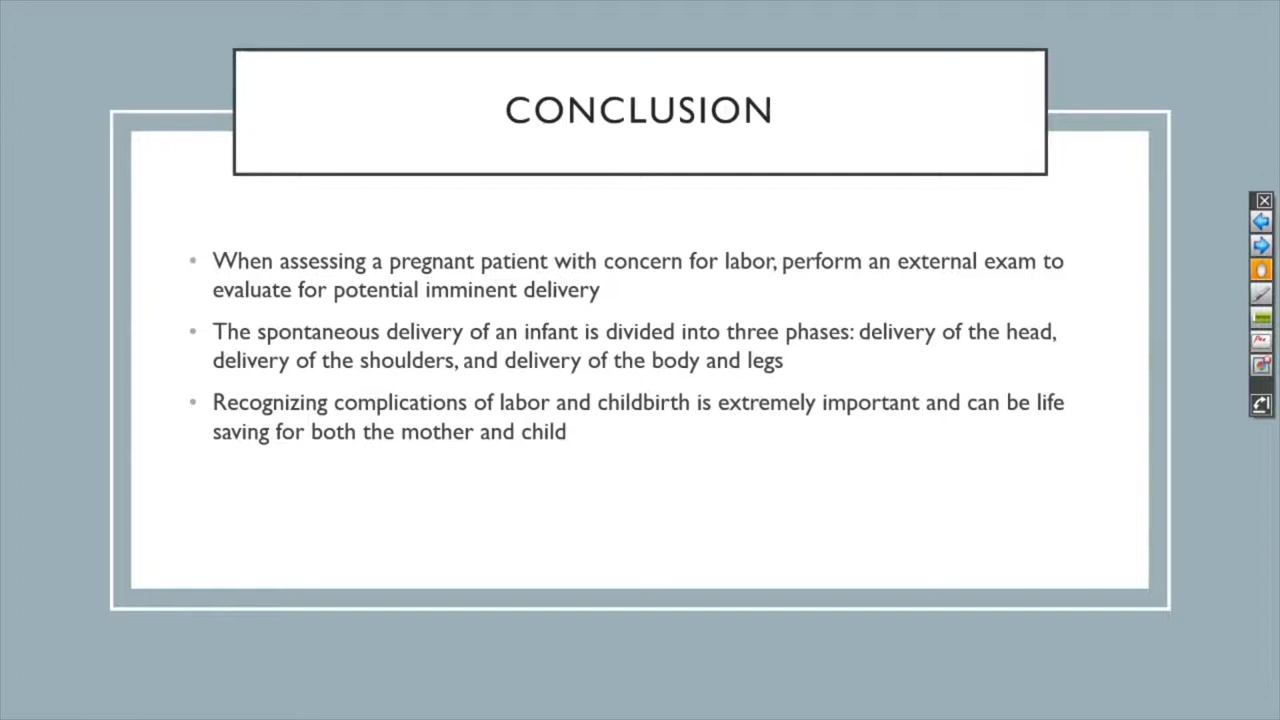 CONCLUSION
• When assessing a pregnant patient with concern for labor, perform an external exam to
evaluate for potential imminent delivery
• The spontaneous delivery of an infant is divided into three phases: delivery of the head,
delivery of the shoulders, and delivery of the body and legs
• Recognizing complications of labor and childbirth is extremely important and can be life
saving for both the mother and child